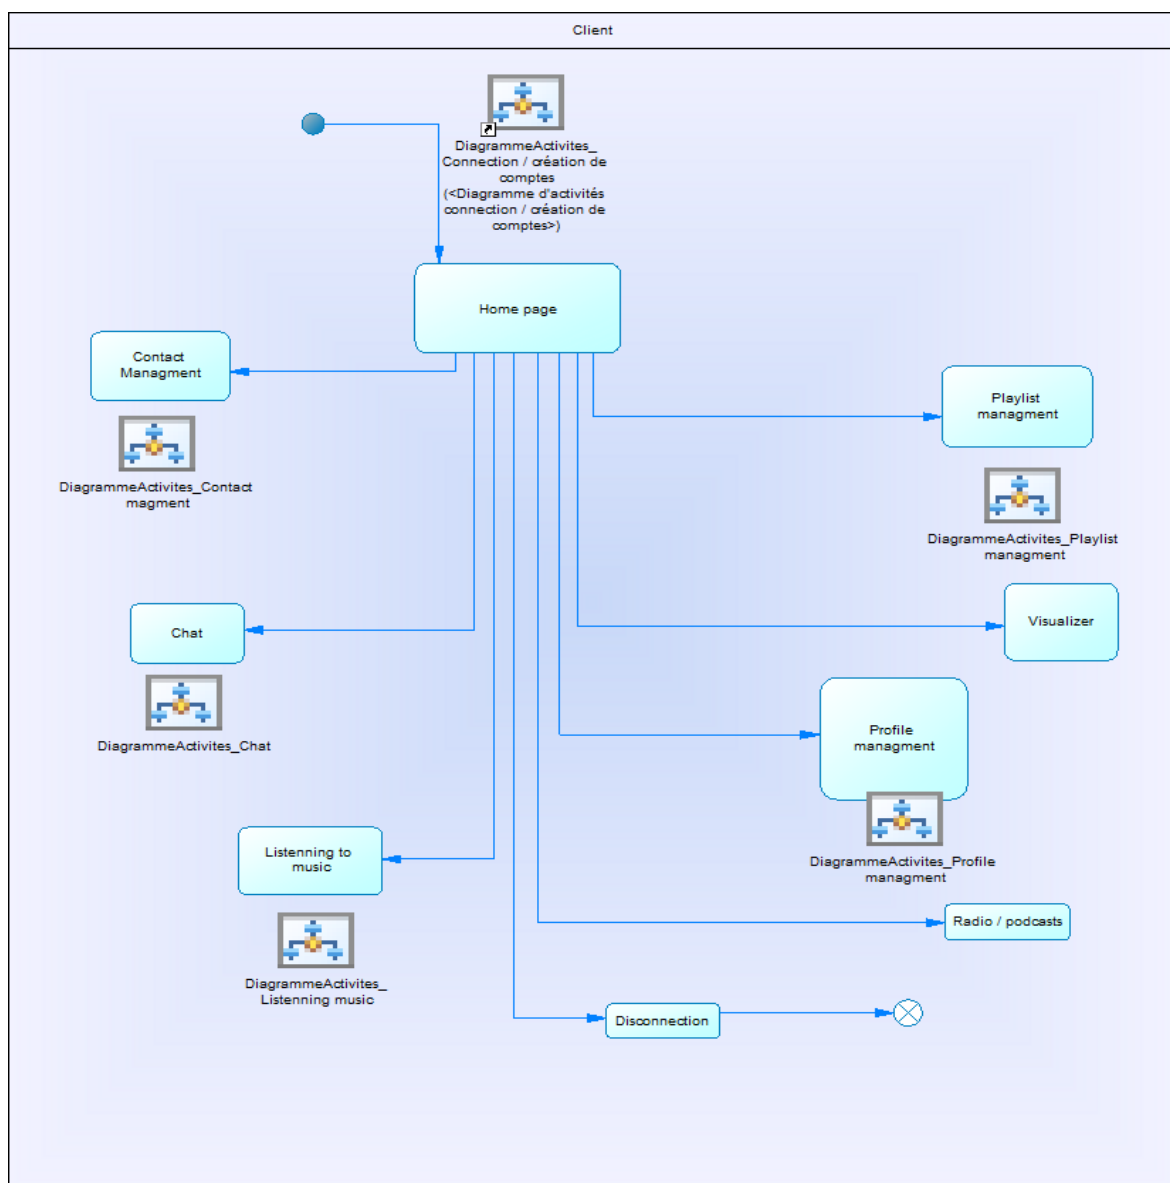 Client
DiagrammeActivites_
Connection / création de
comptes
(<Diagramme d'activités
connection / création de
comptes>)
Home page
Contact
Managment
DiagrammeActivites_Contact
magment
Playlist
managment
DiagrammeActivites_Playlist
managment
Chat
DiagrammeActivites_Chat
Visualizer
Profile
managment
DiagrammeActivites_Profile
managment
Listenning to
music
DiagrammeActivites_
Listenning music
Radio / podcasts
Disconnection